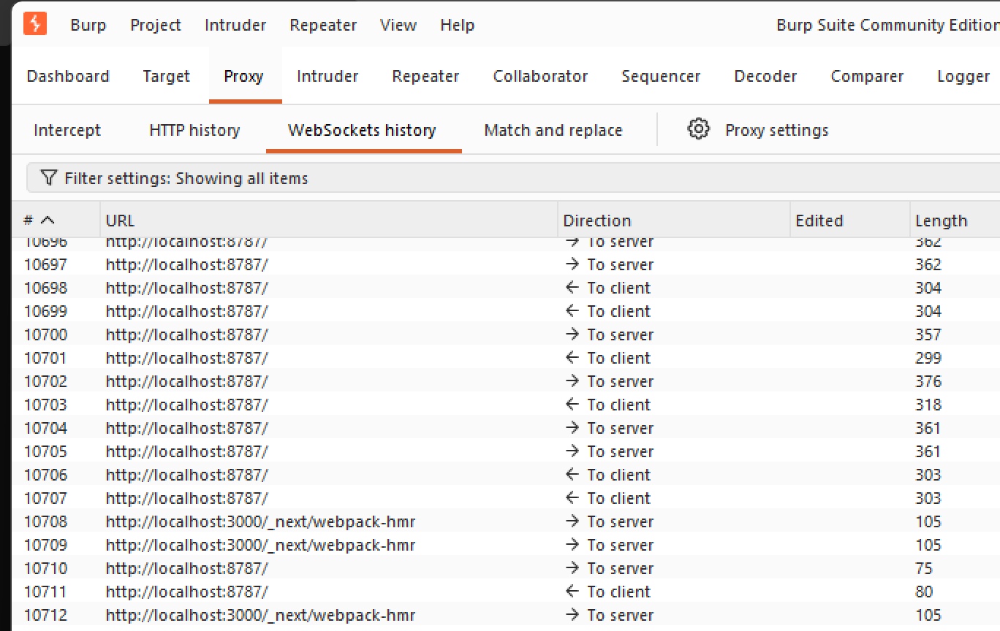 Burp Project Intruder Repeater View Help Burp Suite Community Edition
Dashboard Target Proxy Intruder Repeater Collaborator Sequencer Decoder Comparer Logger
Intercept HTTP history WebSockets history Match and replace Proxy settings
Filter settings: Showing all items
# URL Direction Edited Length
10696 http://localhost:8787/ → To server 362
10697 http://localhost:8787/ → To server 362
10698 http://localhost:8787/ ← To client 304
10699 http://localhost:8787/ ← To client 304
10700 http://localhost:8787/ → To server 357
10701 http://localhost:8787/ ← To client 299
10702 http://localhost:8787/ → To server 376
10703 http://localhost:8787/ ← To client 318
10704 http://localhost:8787/ → To server 361
10705 http://localhost:8787/ → To server 361
10706 http://localhost:8787/ ← To client 303
10707 http://localhost:8787/ ← To client 303
10708 http://localhost:3000/_next/webpack-hmr → To server 105
10709 http://localhost:3000/_next/webpack-hmr → To server 105
10710 http://localhost:8787/ → To server 75
10711 http://localhost:8787/ ← To client 80
10712 http://localhost:3000/_next/webpack-hmr → To server 105